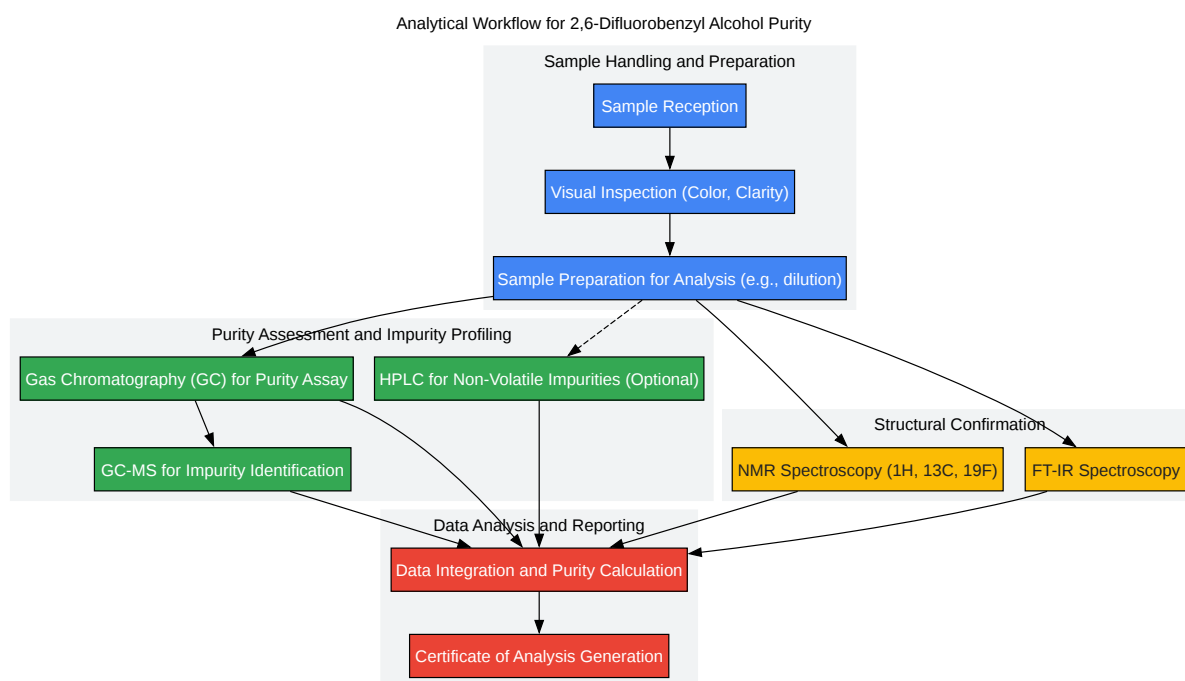 Analytical Workflow for 2,6-Difluorobenzyl Alcohol Purity
Sample Handling and Preparation
Sample Reception
Visual Inspection (Color, Clarity)
Sample Preparation for Analysis (e.g., dilution)
Purity Assessment and Impurity Profiling
Gas Chromatography (GC) for Purity Assay
HPLC for Non-Volatile Impurities (Optional)
GC-MS for Impurity Identification
Structural Confirmation
NMR Spectroscopy (1H, 13C, 19F)
FT-IR Spectroscopy
Data Analysis and Reporting
Data Integration and Purity Calculation
Certificate of Analysis Generation